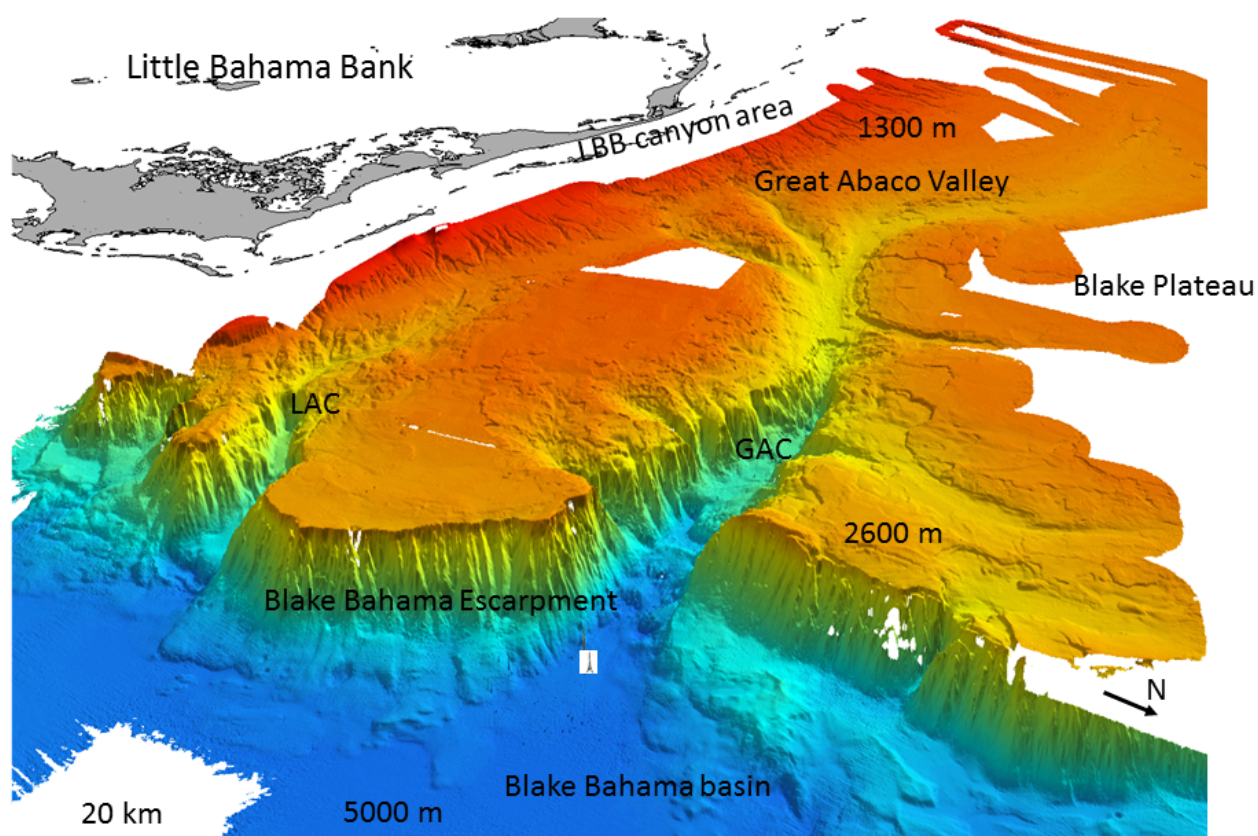 Little Bahama Bank
LBB canyon area
1300 m
Great Abaco Valley
Blake Plateau
LAC
GAC
2600 m
Blake Bahama Escarpment
N
Blake Bahama basin
20 km
5000 m